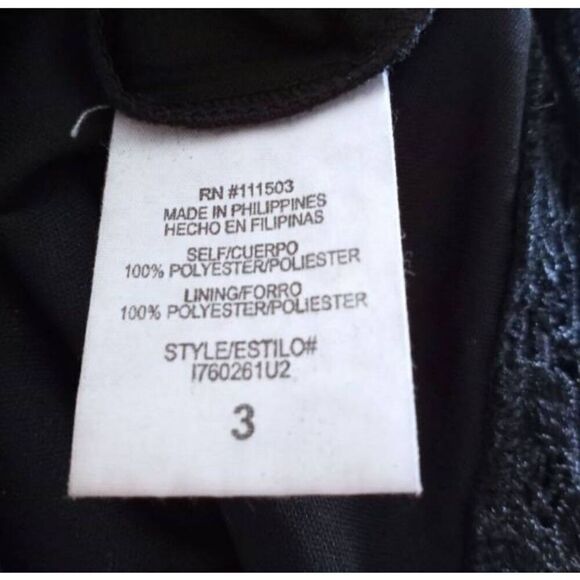 RN #111503
MADE IN PHILIPPINES
HECHO EN FILIPINAS
SELF/CUERPO
100% POLYESTER/POLIESTER
LINING/FORRO
100% POLYESTER/POLIESTER
STYLE/ESTILO#
I760261U2
3